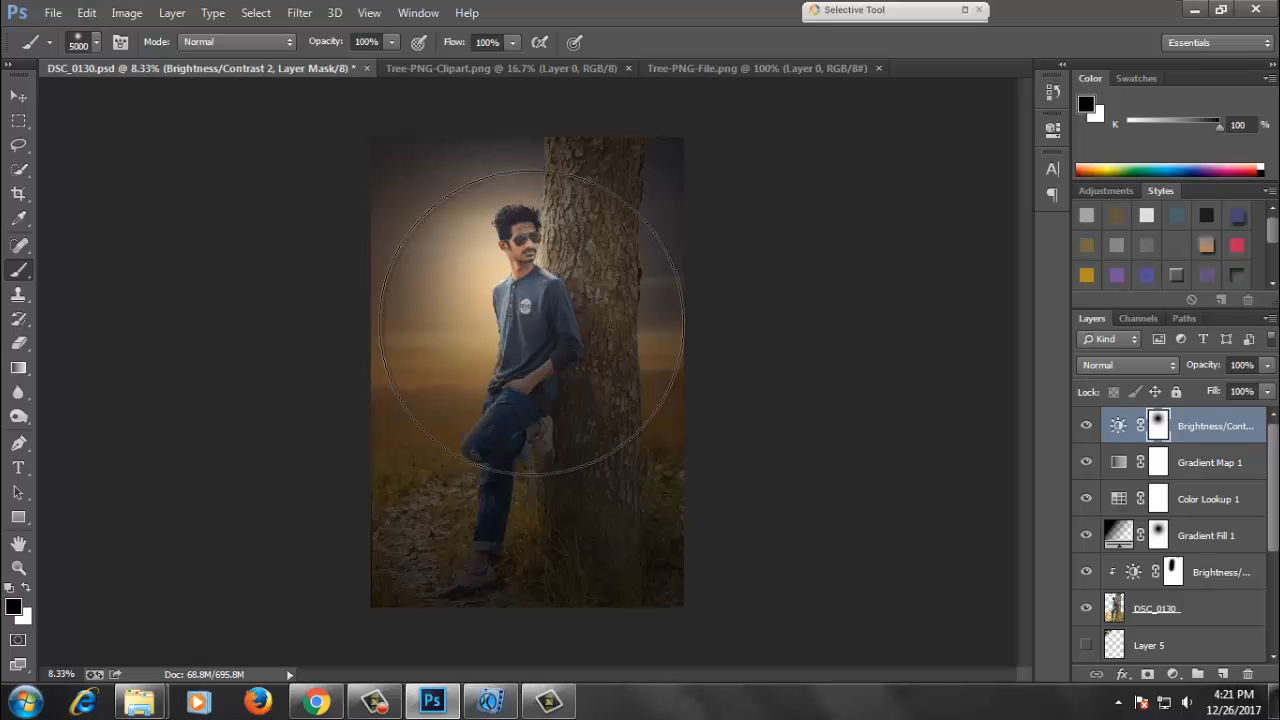 Ps File Edit Image Layer Type Select Filter 3D View Window Help
Selective Tool
5000 Mode: Normal Opacity: 100% Flow: 100% Essentials
DSC_0130.psd @ 8.33% (Brightness/Contrast 2, Layer Mask/8) * × Tree-PNG-Clipart.png @ 16.7% (Layer 0, RGB/8) × Tree-PNG-File.png @ 100% (Layer 0, RGB/8#) ×
Color Swatches
K 100 %
Adjustments Styles
Layers Channels Paths
Kind
Normal Opacity: 100%
Lock: Fill: 100%
Brightness/Cont...
Gradient Map 1
Color Lookup 1
Gradient Fill 1
Brightness/...
DSC_0130
Layer 5
fx
8.33% Doc: 68.8M/695.8M
Ps
4:21 PM
12/26/2017